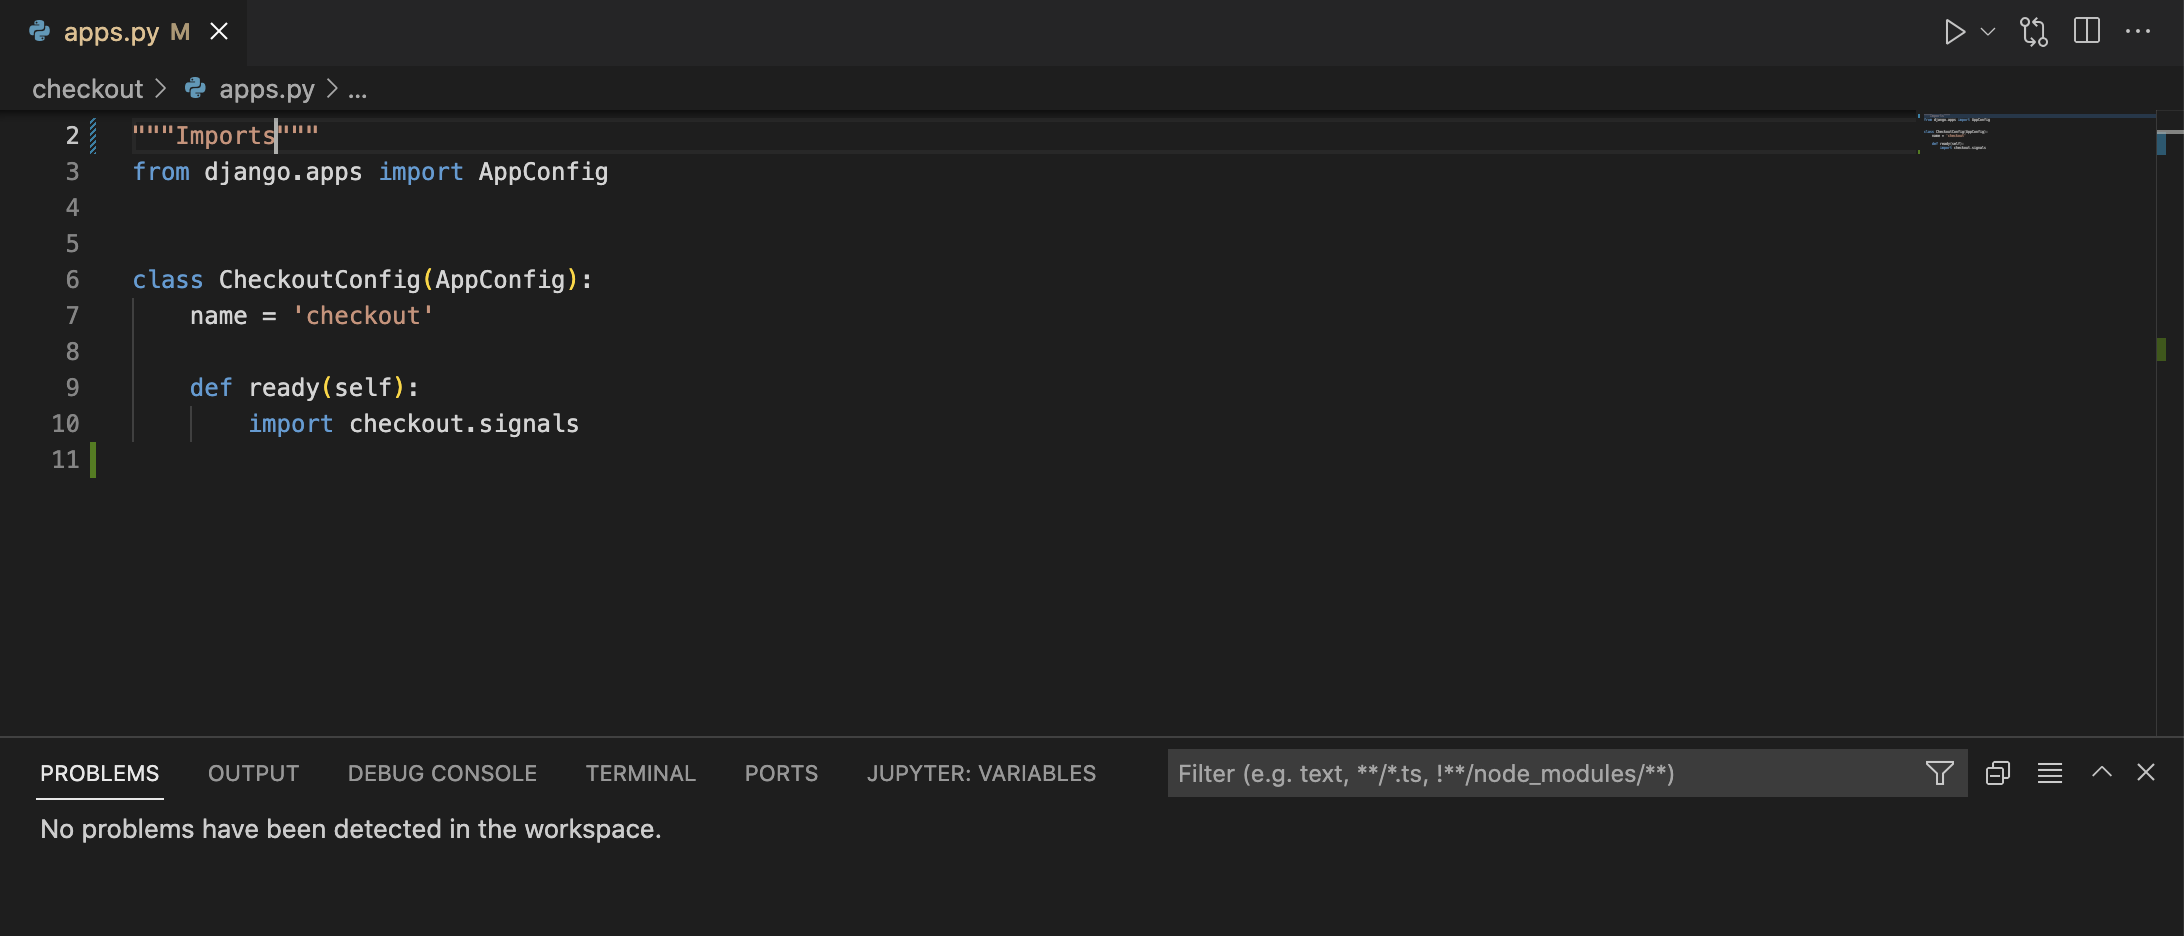 apps.py M
checkout > apps.py > ...
2 """Imports"""
3 from django.apps import AppConfig
4
5
6 class CheckoutConfig(AppConfig):
7     name = 'checkout'
8
9     def ready(self):
10         import checkout.signals
11
PROBLEMS OUTPUT DEBUG CONSOLE TERMINAL PORTS JUPYTER: VARIABLES Filter (e.g. text, **/*.ts, !**/node_modules/**)
No problems have been detected in the workspace.